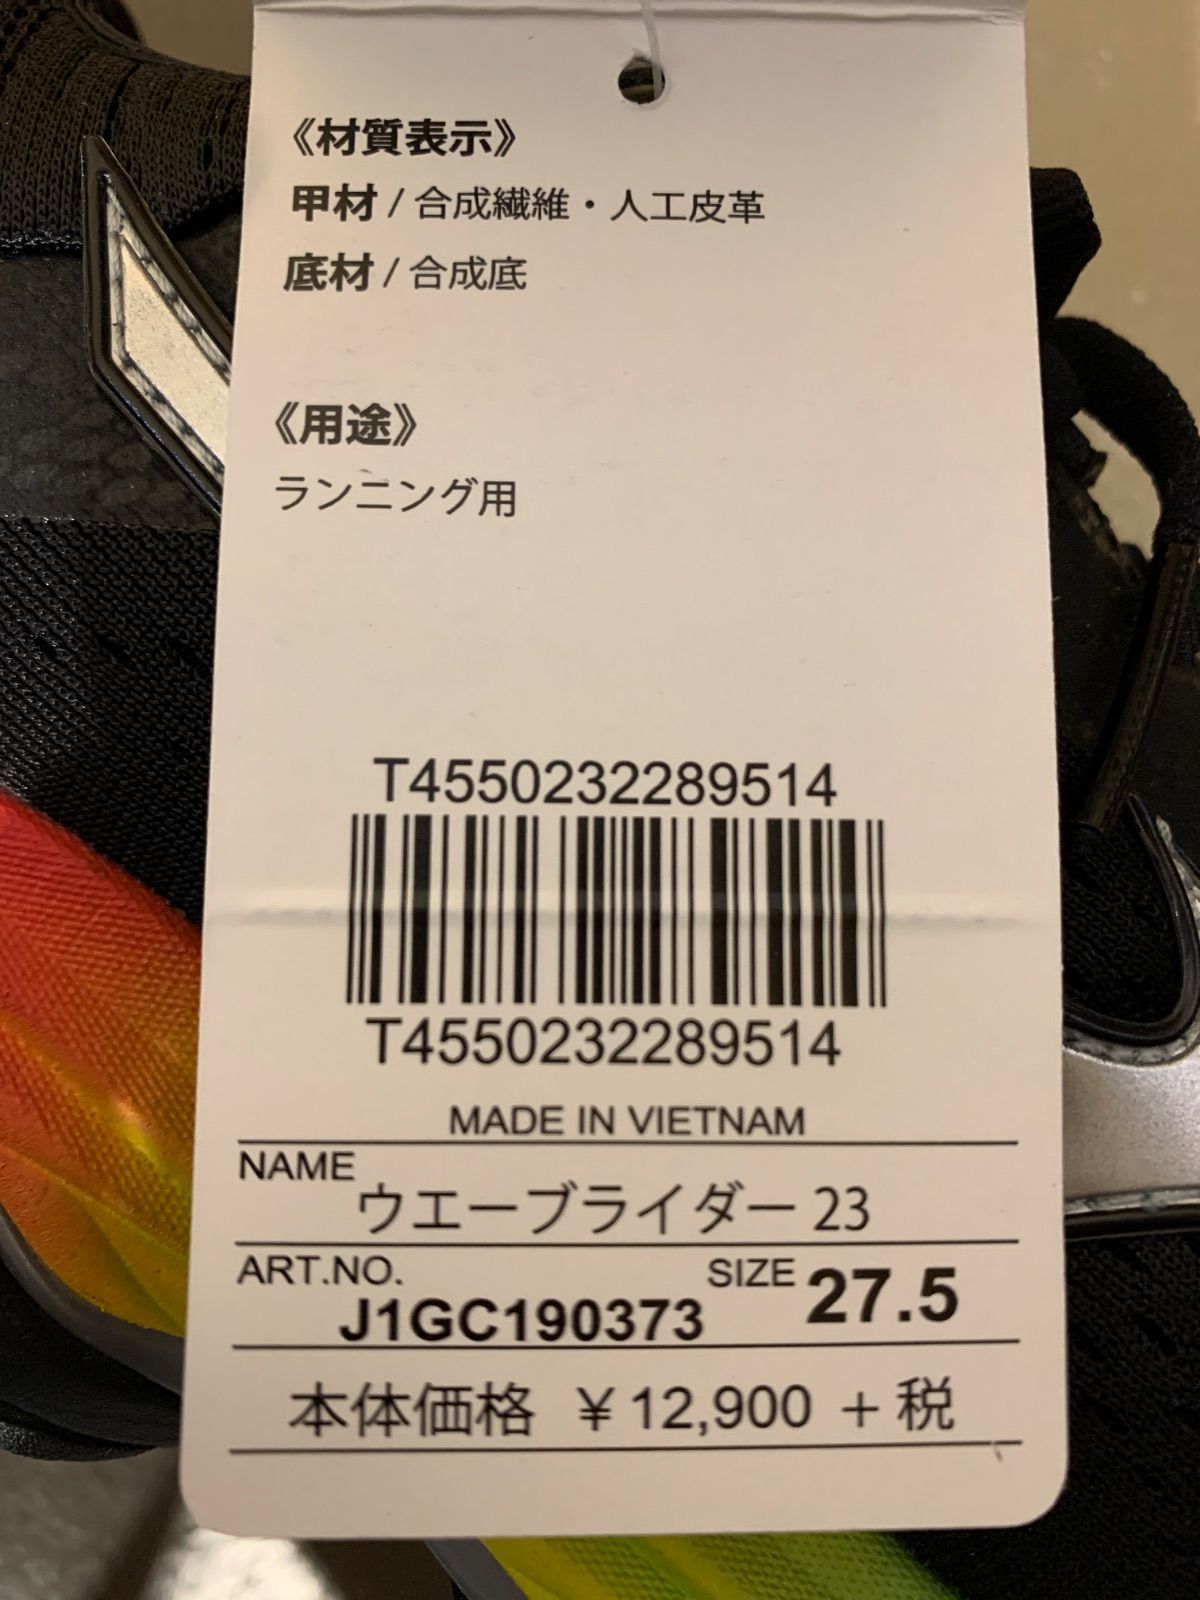 《材質表示》
甲材 / 合成繊維・人工皮革
底材 / 合成底
《用途》
ランニング用
T4550232289514
T4550232289514
MADE IN VIETNAM
NAME
ウエーブライダー 23
ART.NO. SIZE 27.5
J1GC190373
本体価格 ¥12,900 +税